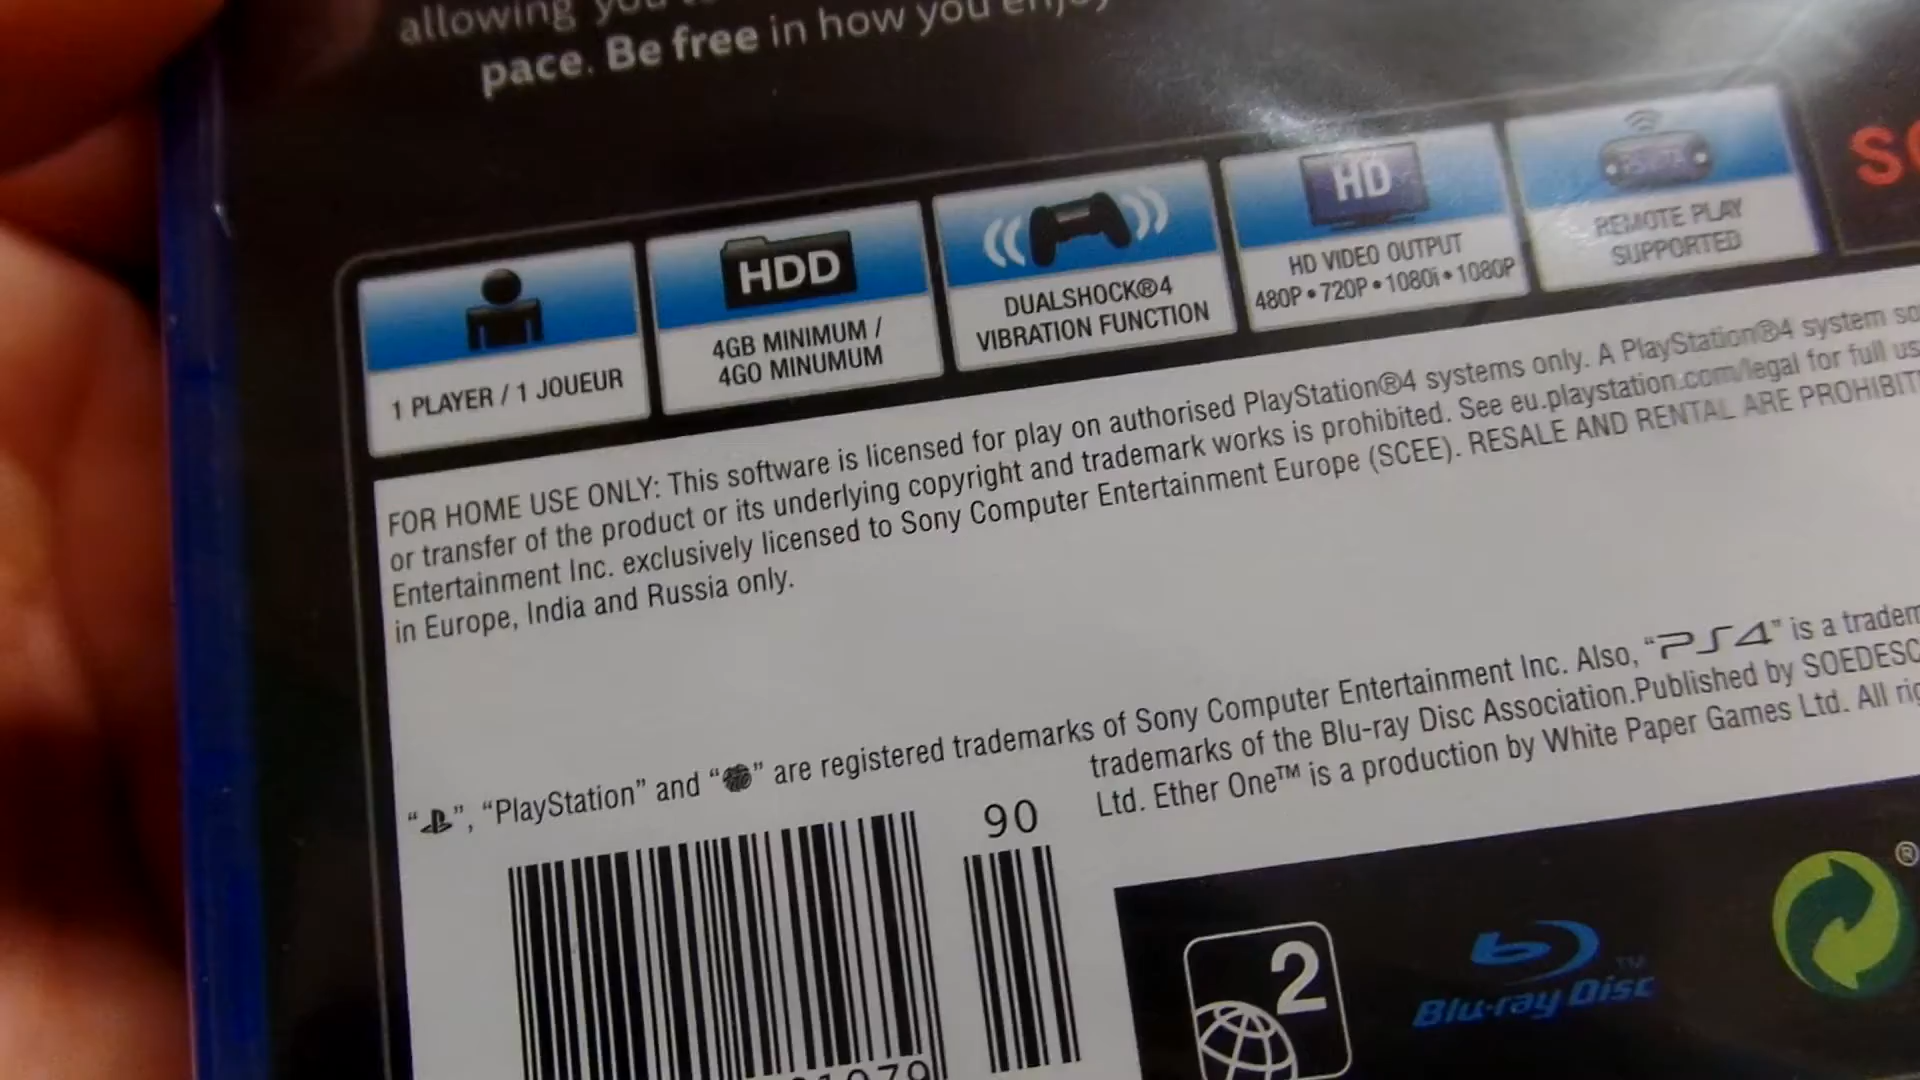 allowing
pace. Be free in how you enjoy
1 PLAYER / 1 JOUEUR
HDD
4GB MINIMUM /
4GO MINUMUM
DUALSHOCK®4
VIBRATION FUNCTION
HD
HD VIDEO OUTPUT
480P • 720P • 1080i • 1080P
REMOTE PLAY
SUPPORTED
FOR HOME USE ONLY: This software is licensed for play on authorised PlayStation®4 systems only. A PlayStation®4 system
or transfer of the product or its underlying copyright and trademark works is prohibited. See eu.playstation.com/legal for full
Entertainment Inc. exclusively licensed to Sony Computer Entertainment Europe (SCEE). RESALE AND RENTAL ARE
in Europe, India and Russia only.
“ ”, “PlayStation” and “ ” are registered trademarks of Sony Computer Entertainment Inc. Also, “PS4” is a
trademarks of the Blu-ray Disc Association.Published by SOEDESC
Ltd. Ether One™ is a production by White Paper Games Ltd. All
90
2
Blu-ray Disc™
®